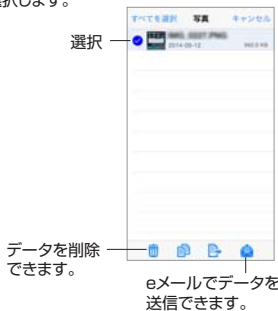 択します。
すべてを選択 写真 キャンセル
選択
2014-09-12
データを削除
できます。
eメールでデータを
送信できます。